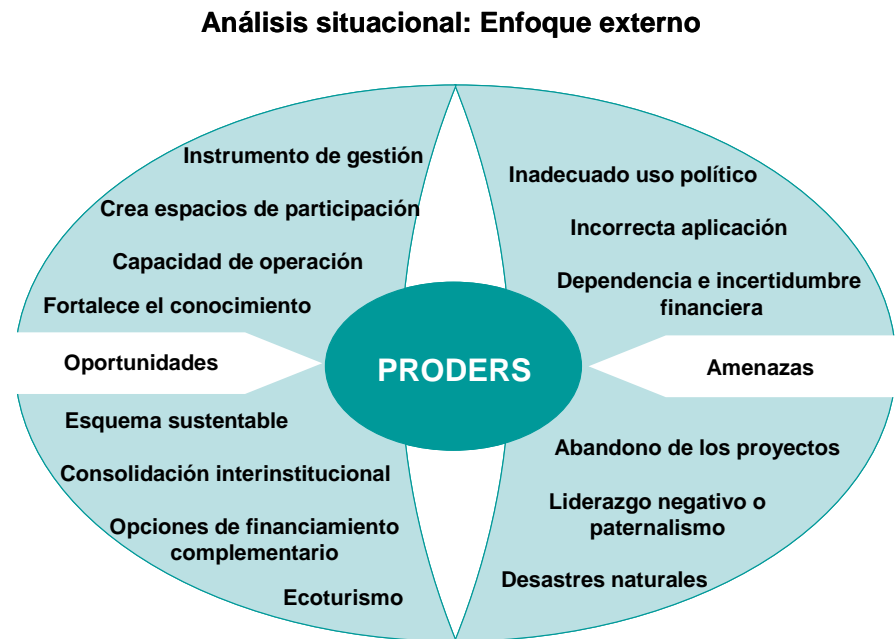 Análisis situacional: Enfoque externo
Instrumento de gestión
Crea espacios de participación
Capacidad de operación
Fortalece el conocimiento
Oportunidades
Esquema sustentable
Consolidación interinstitucional
Opciones de financiamiento
complementario
Ecoturismo
PRODERS
Inadecuado uso político
Incorrecta aplicación
Dependencia e incertidumbre
financiera
Amenazas
Abandono de los proyectos
Liderazgo negativo o
paternalismo
Desastres naturales